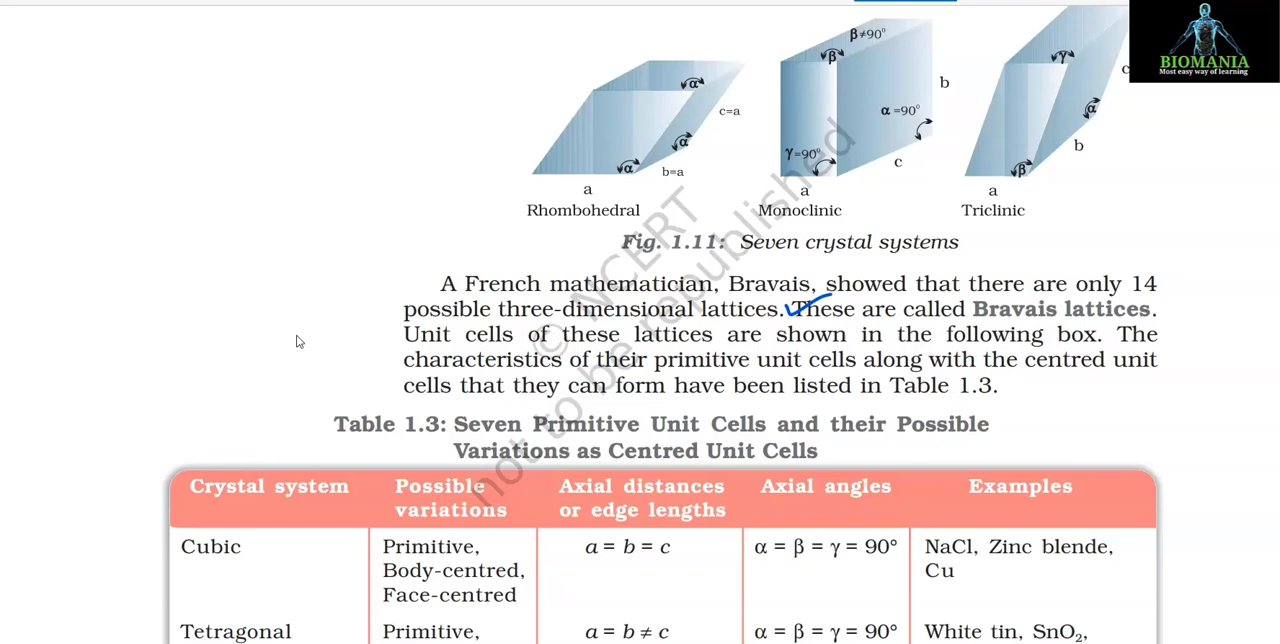 β≠90°
β
γ
α
BIOMANIA
Most easy way of learning
c
c=a
b
α =90°
α
α
γ=90°
b
α
b=a
c
β
a
a
a
Rhombohedral
Monoclinic
Triclinic
Fig. 1.11: Seven crystal systems
A French mathematician, Bravais, showed that there are only 14
possible three-dimensional lattices. These are called Bravais lattices.
Unit cells of these lattices are shown in the following box. The
characteristics of their primitive unit cells along with the centred unit
cells that they can form have been listed in Table 1.3.
© NCERT
not to be republished
Table 1.3: Seven Primitive Unit Cells and their Possible
Variations as Centred Unit Cells
Crystal system
Possible
variations
Axial distances
or edge lengths
Axial angles
Examples
Cubic
Primitive,
Body-centred,
Face-centred
a = b = c
α = β = γ = 90°
NaCl, Zinc blende,
Cu
Tetragonal
Primitive,
a = b ≠ c
α = β = γ = 90°
White tin, SnO₂,